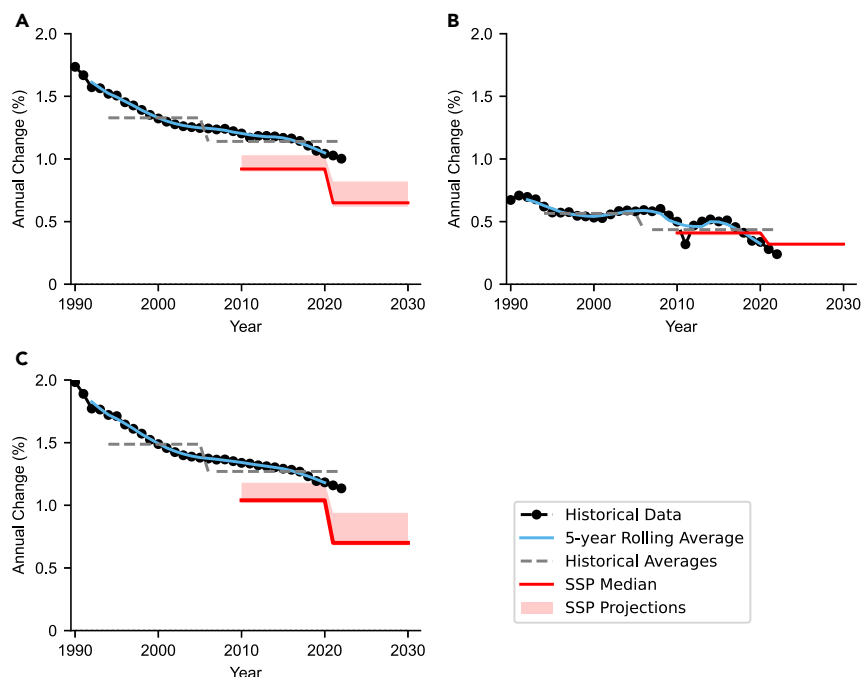 A
2.0
1.5
1.0
0.5
0
Annual Change (%)
1990 2000 2010 2020 2030
Year
B
2.0
1.5
1.0
0.5
0
Annual Change (%)
1990 2000 2010 2020 2030
Year
C
2.0
1.5
1.0
0.5
0
Annual Change (%)
1990 2000 2010 2020 2030
Year
Historical Data
5-year Rolling Average
Historical Averages
SSP Median
SSP Projections